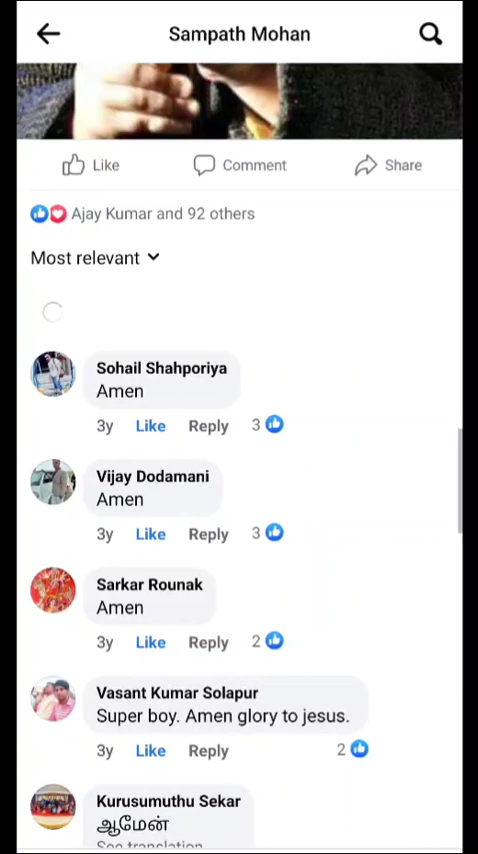 Sampath Mohan
Like Comment Share
Ajay Kumar and 92 others
Most relevant
Sohail Shahporiya
Amen
3y Like Reply 3
Vijay Dodamani
Amen
3y Like Reply 3
Sarkar Rounak
Amen
3y Like Reply 2
Vasant Kumar Solapur
Super boy. Amen glory to jesus.
3y Like Reply 2
Kurusumuthu Sekar
ஆமேன்
See translation